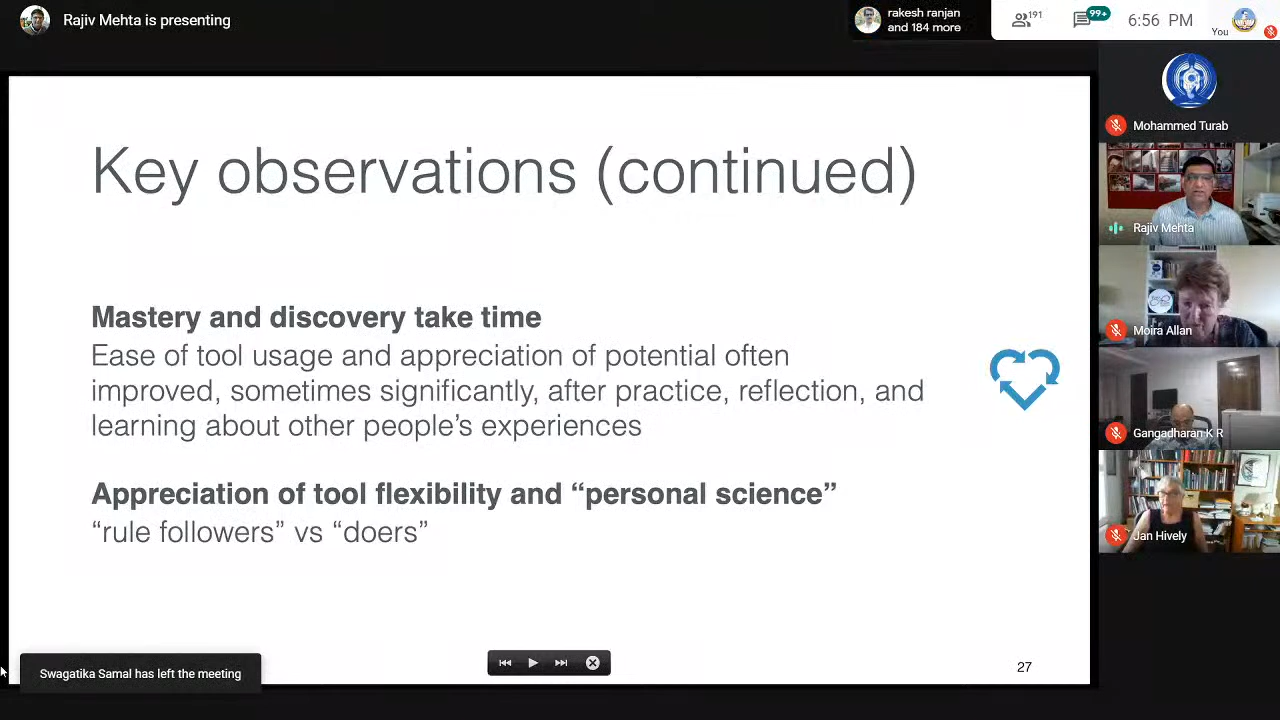 Rajiv Mehta is presenting
rakesh ranjan
and 184 more
191
99+
6:56 PM
You
Mohammed Turab
Rajiv Mehta
Moira Allan
Gangadharan K R
Jan Hively
Key observations (continued)
Mastery and discovery take time
Ease of tool usage and appreciation of potential often
improved, sometimes significantly, after practice, reflection, and
learning about other people’s experiences
Appreciation of tool flexibility and “personal science”
“rule followers” vs “doers”
27
Swagatika Samal has left the meeting